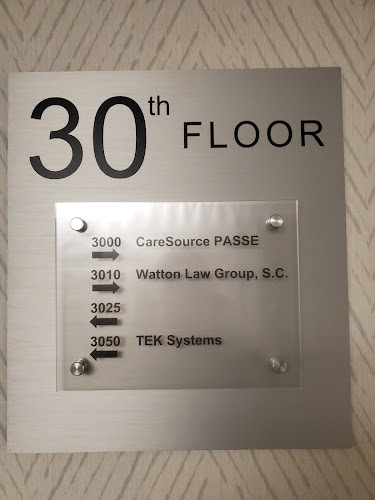 30th FLOOR
3000 CareSource PASSE
3010 Watton Law Group, S.C.
3025
3050 TEK Systems